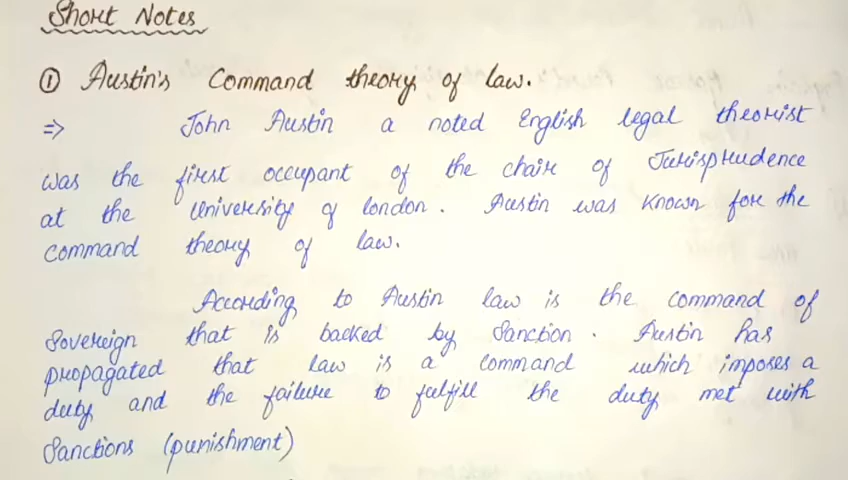 Short Notes
① Austin's Command theory of law.
⇒ John Austin a noted English legal theorist
was the first occupant of the chair of Jurisprudence
at the University of london. Austin was known for the
command theory of law.
According to Austin law is the command of
Sovereign that is backed by Sanction. Austin has
propagated that law is a command which imposes a
duty and the failure to fulfill the duty met with
Sanctions (punishment)